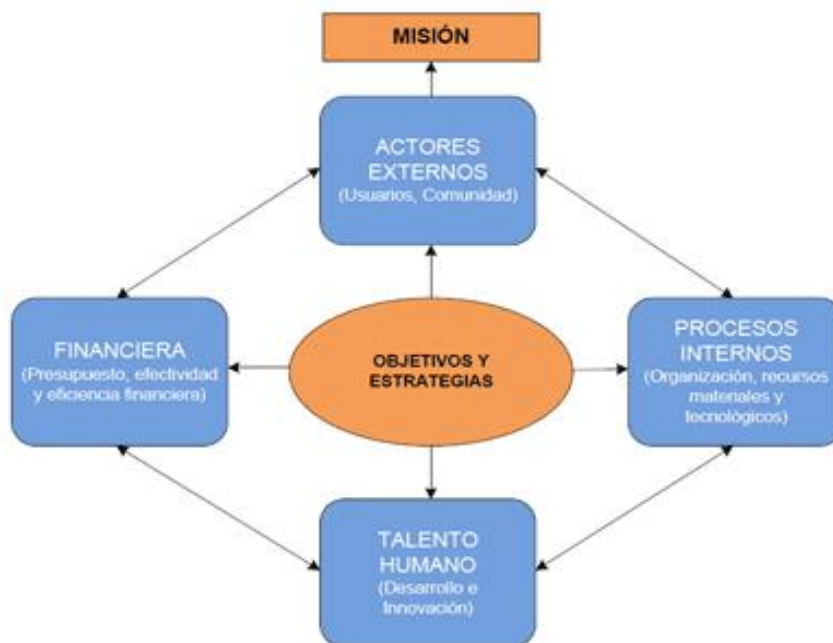 MISIÓN
ACTORES
EXTERNOS
(Usuarios, Comunidad)
FINANCIERA
(Presupuesto, efectividad
y eficiencia financiera)
OBJETIVOS Y
ESTRATEGIAS
PROCESOS
INTERNOS
(Organización, recursos
materiales y
tecnológicos)
TALENTO
HUMANO
(Desarrollo e
Innovación)